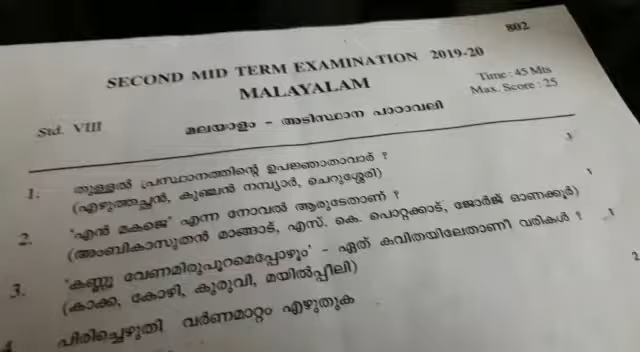 802
SECOND MID TERM EXAMINATION 2019-20
MALAYALAM
Time : 45 Mts
Std. VIII
Max. Score : 25
മലയാളം - അടിസ്ഥാന പാഠാവലി
1. തുള്ളൽ പ്രസ്ഥാനത്തിന്റെ ഉപജ്ഞാതാവാര് ? 1
(എഴുത്തച്ഛൻ, കുഞ്ചൻ നമ്പ്യാർ, ചെറുശ്ശേരി)
2. 'എൻ മകജെ' എന്ന നോവൽ ആരുടേതാണ് ? 1
(അംബികാസുതൻ മാങ്ങാട്, എസ്. കെ. പൊറ്റക്കാട്, ജോർജ് ഓണക്കൂർ)
3. 'കണ്ണു വേണമിരുപുറമെപ്പോഴും' - ഏത് കവിതയിലേതാണീ വരികൾ ? 1
(കാക്ക, കോഴി, കുരുവി, മയിൽപ്പീലി)
4. പിരിച്ചെഴുതി വർണമാറ്റം എഴുതുക 2